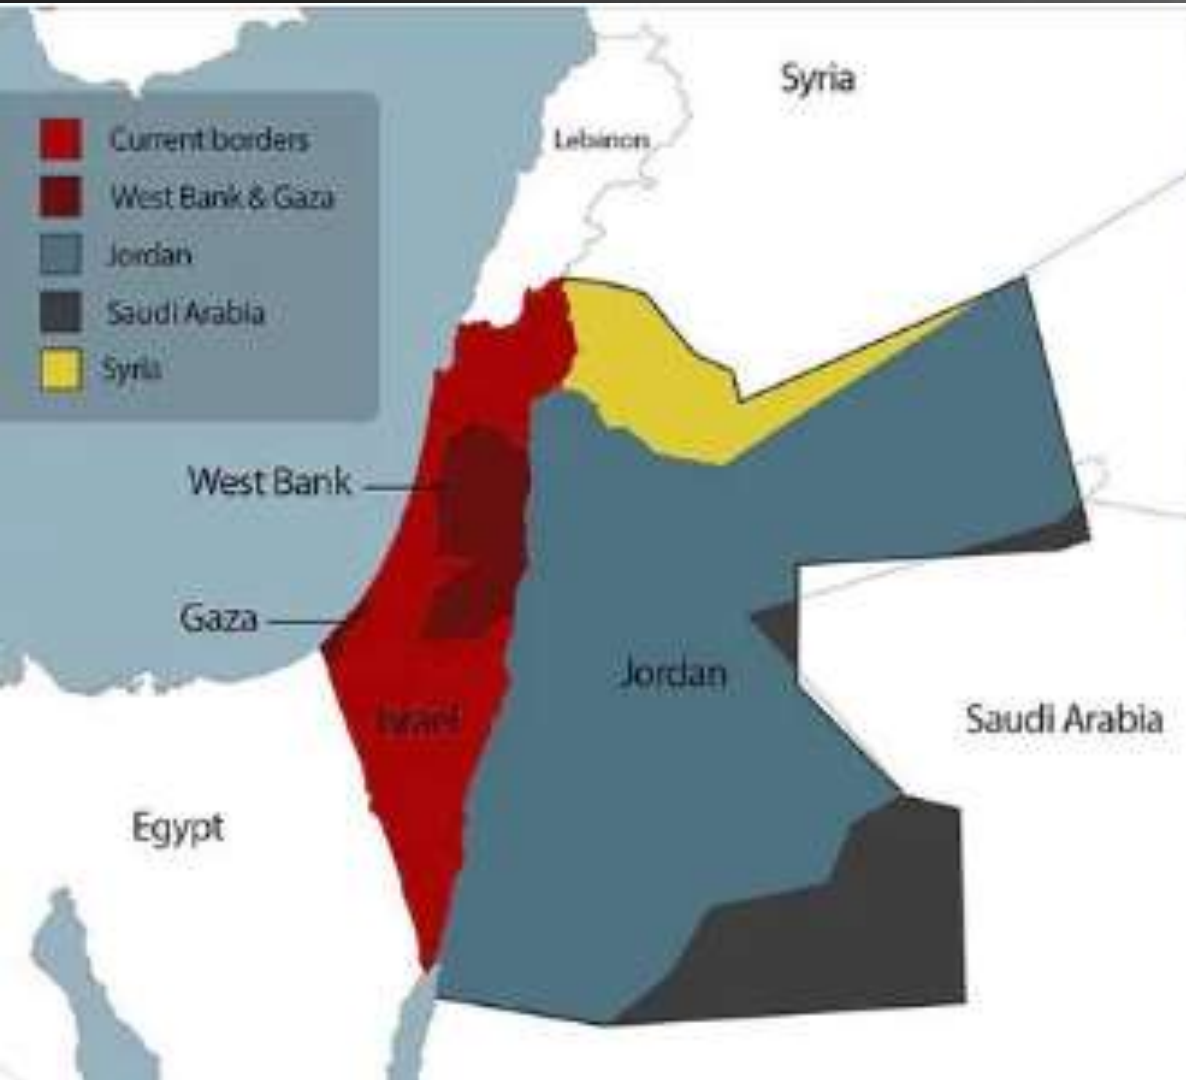 Syria
Lebanon
Current borders
West Bank & Gaza
Jordan
Saudi Arabia
Syria
West Bank
Gaza
Jordan
Israel
Saudi Arabia
Egypt